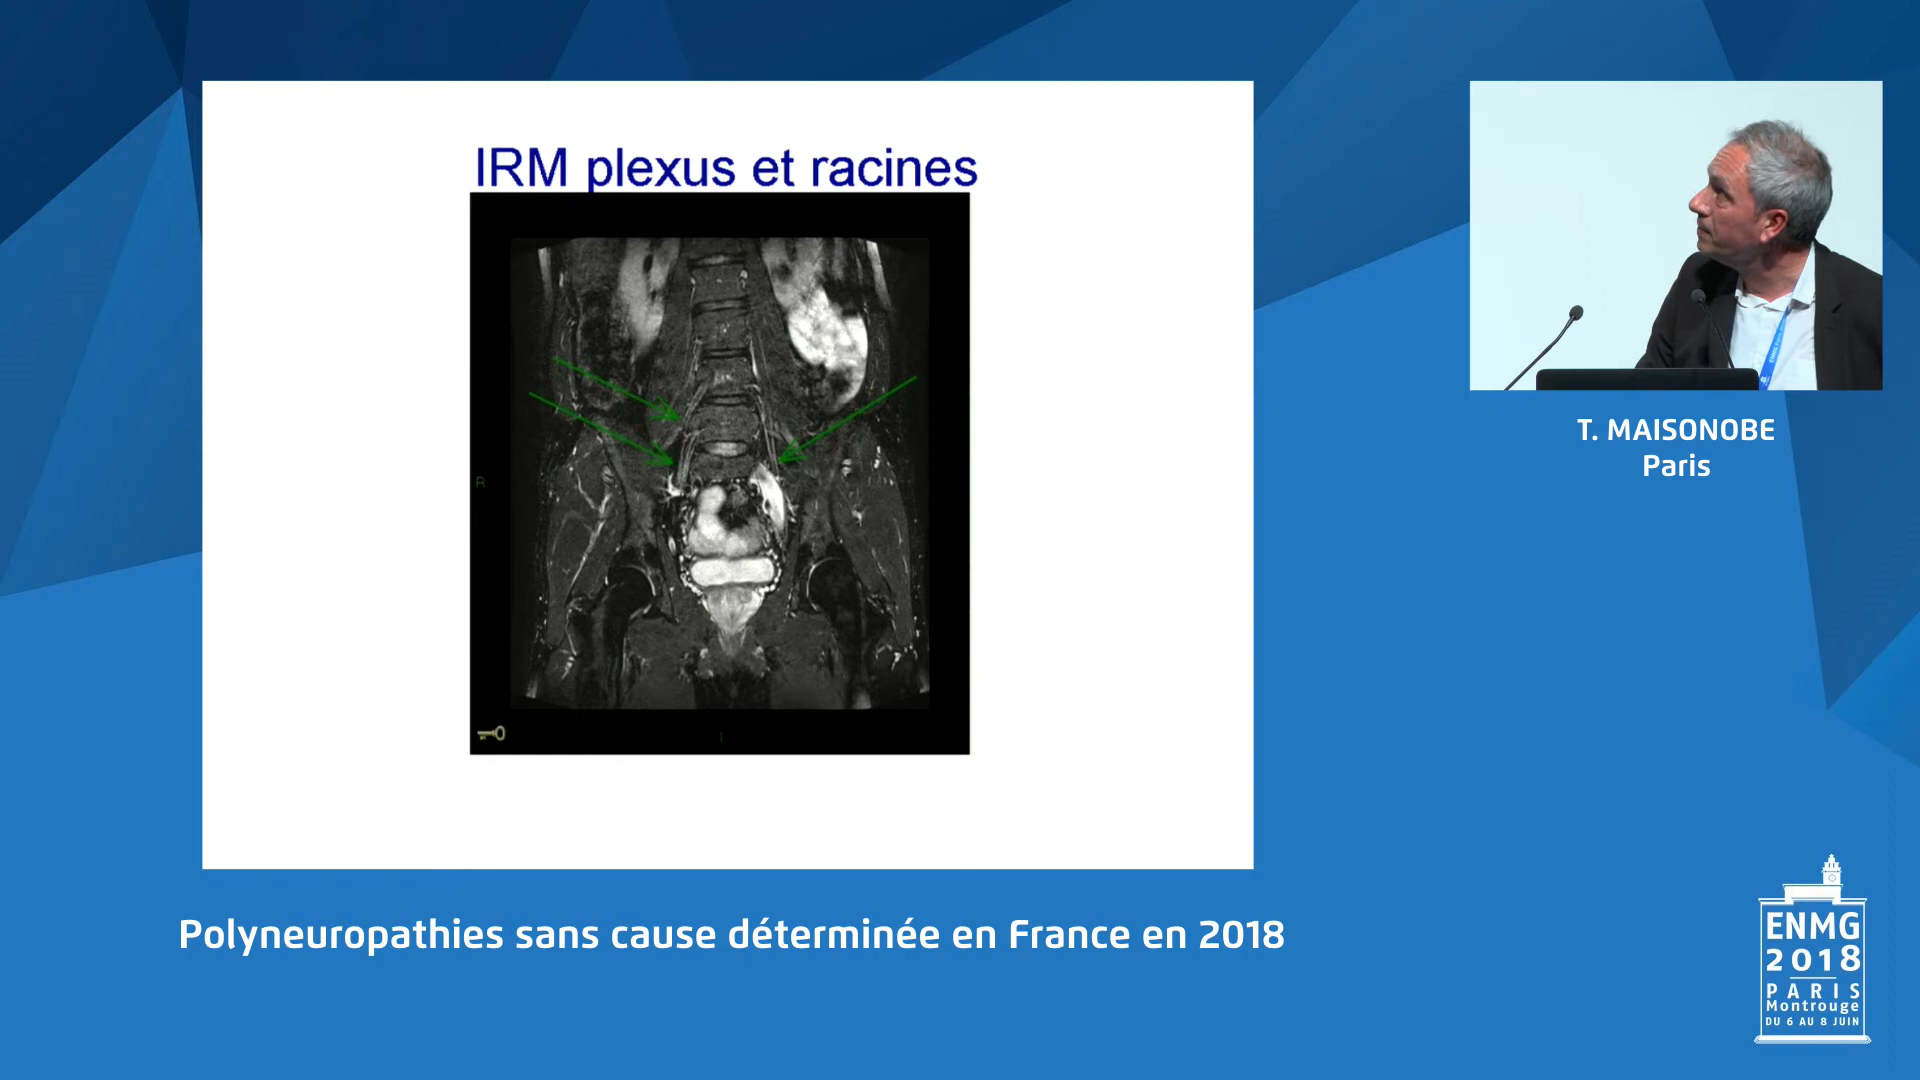 IRM plexus et racines
R
T. MAISONOBE
Paris
Polyneuropathies sans cause déterminée en France en 2018
ENMG
2018
PARIS
Montrouge
DU 6 AU 8 JUIN